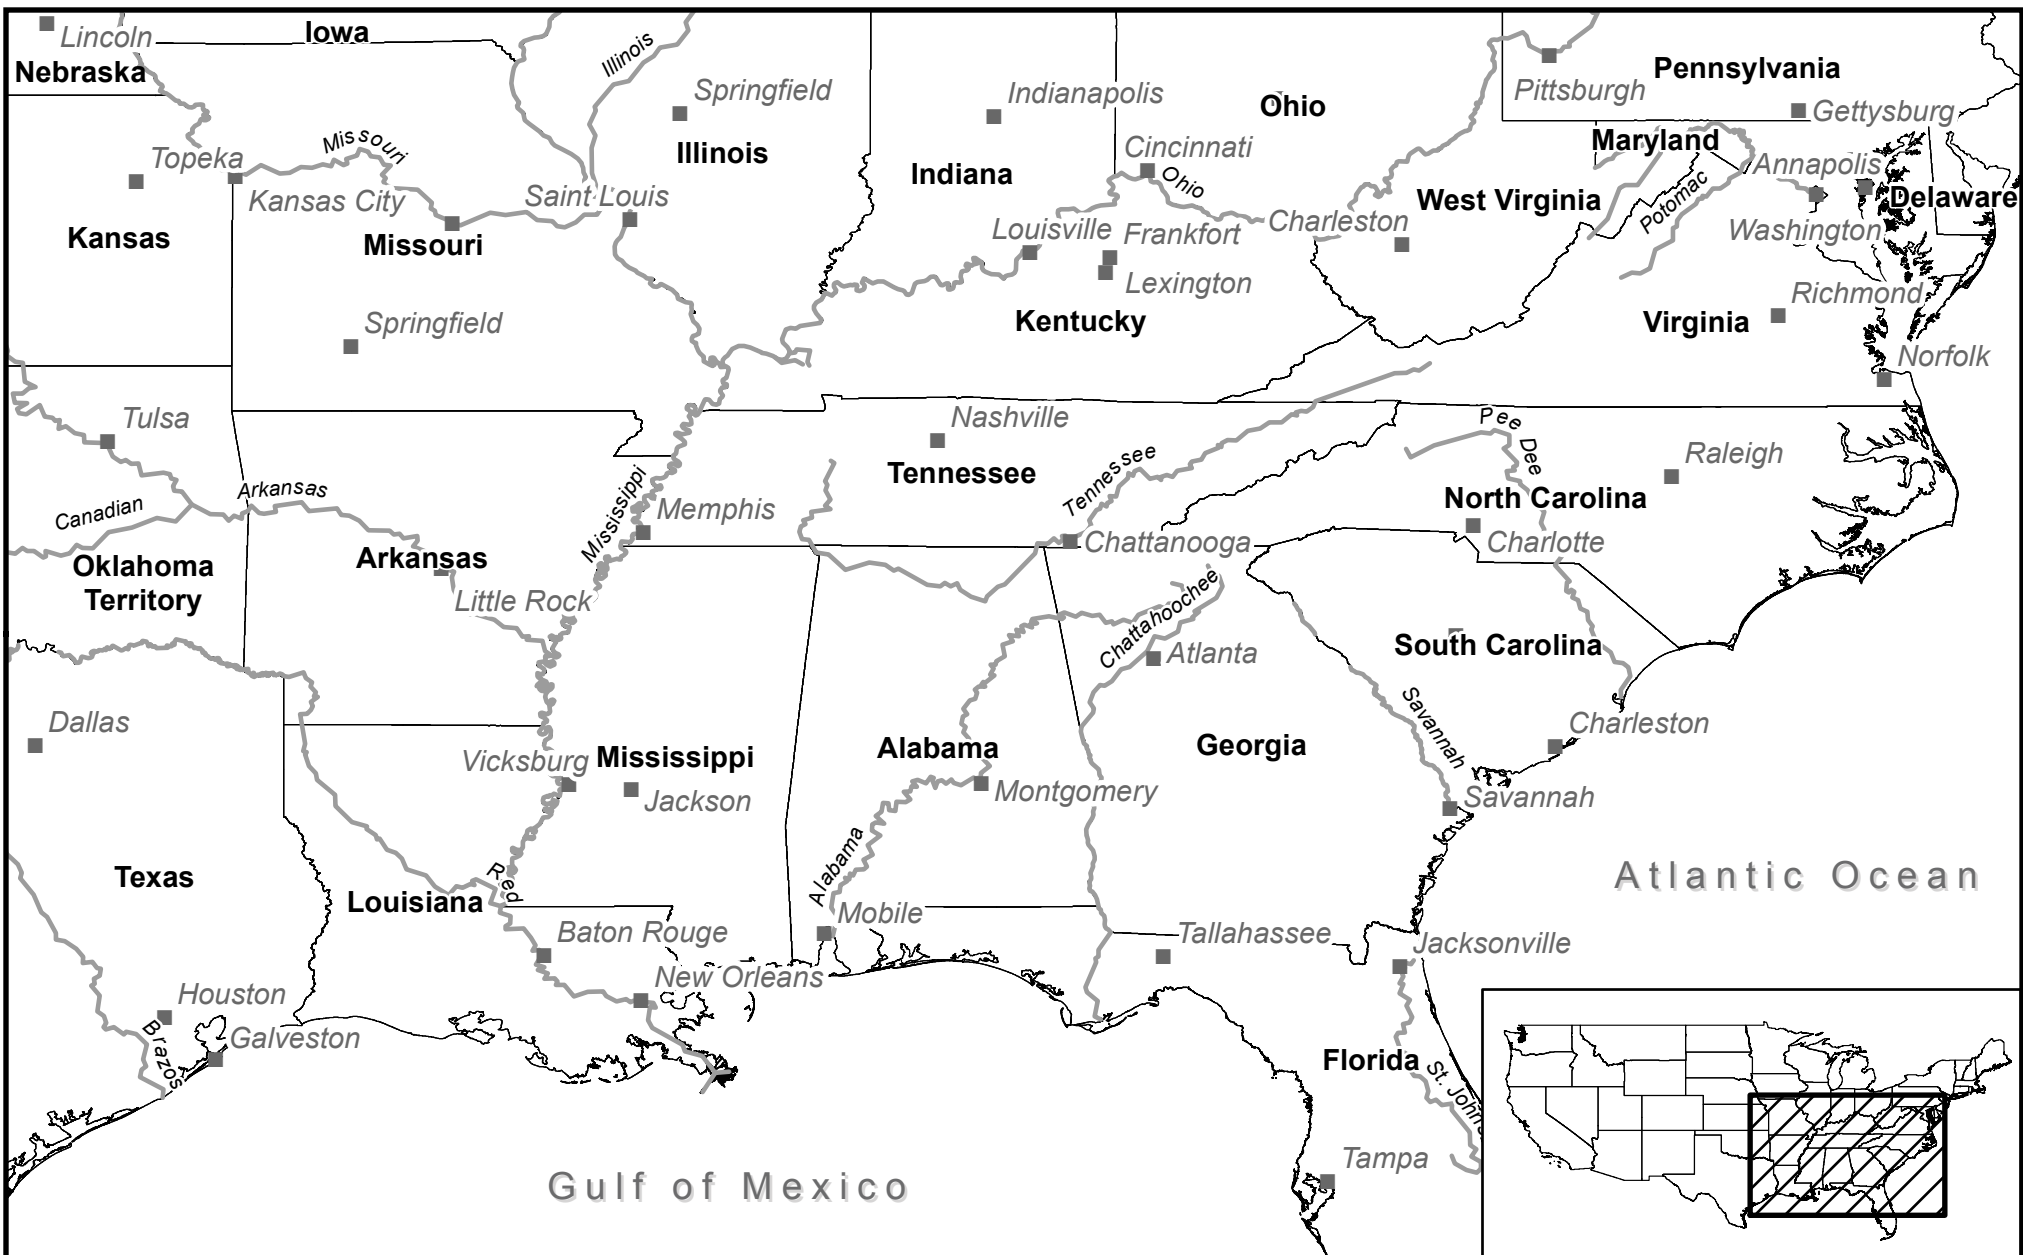 Lincoln
Iowa
Nebraska
Illinois
Springfield
Indianapolis
Ohio
Pittsburgh
Pennsylvania
Gettysburg
Topeka
Missouri
Kansas City
Saint Louis
Illinois
Indiana
Cincinnati
Ohio
Maryland
Annapolis
Delaware
Kansas
Missouri
Louisville
Frankfort
Lexington
Charleston
West Virginia
Potomac
Washington
Springfield
Kentucky
Virginia
Richmond
Norfolk
Tulsa
Canadian
Arkansas
Mississippi
Memphis
Nashville
Tennessee
Tennessee
Chattanooga
Pee Dee
North Carolina
Raleigh
Charlotte
Oklahoma
Territory
Arkansas
Little Rock
Chattahoochee
Atlanta
South Carolina
Dallas
Vicksburg
Mississippi
Jackson
Alabama
Montgomery
Georgia
Savannah
Charleston
Savannah
Texas
Louisiana
Red
Alabama
Mobile
Atlantic Ocean
Baton Rouge
New Orleans
Tallahassee
Jacksonville
Houston
Brazos
Galveston
Florida
St. Johns
Gulf of Mexico
Tampa